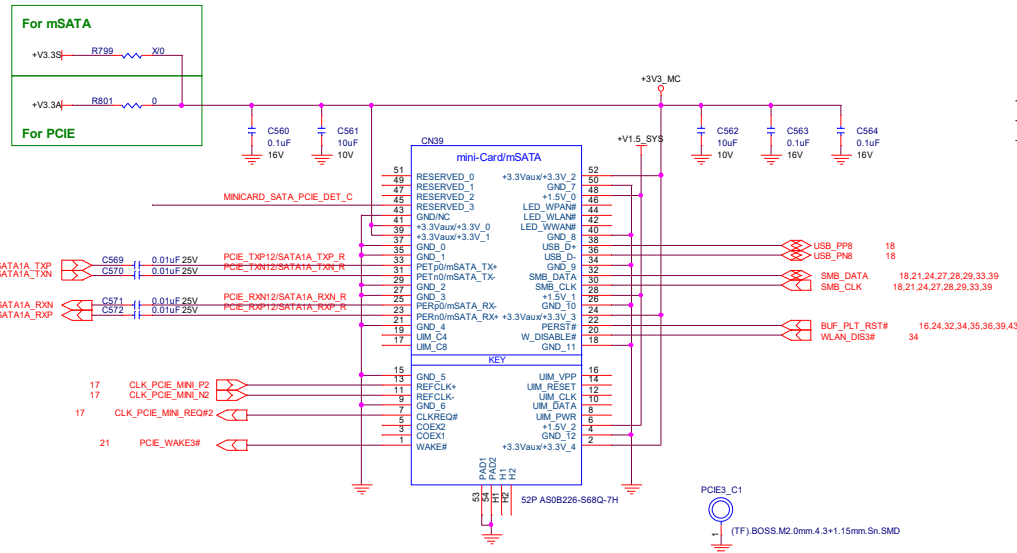 For mSATA
+V3.3S R799 X/0
+V3.3A R801 0
For PCIE
+3V3_MC
+V1.5_SYS
C560
0.1uF
16V
C561
10uF
10V
C562
10uF
10V
C563
0.1uF
16V
C564
0.1uF
16V
CN39
mini-Card/mSATA
51 RESERVED_0
49 RESERVED_1
47 RESERVED_2
MINICARD_SATA_PCIE_DET_C 45 RESERVED_3
43 GND/NC
41 +3.3Vaux/+3.3V_0
39 +3.3Vaux/+3.3V_1
37 GND_0
35 GND_1
SATA1A_TXP C569 0.01uF 25V PCIE_TXP12/SATA1A_TXP_R 33 PETp0/mSATA_TX+
SATA1A_TXN C570 0.01uF 25V PCIE_TXN12/SATA1A_TXN_R 31 PETn0/mSATA_TX-
29 GND_2
27 GND_3
SATA1A_RXN C571 0.01uF 25V PCIE_RXN12/SATA1A_RXN_R 25 PERp0/mSATA_RX-
SATA1A_RXP C572 0.01uF 25V PCIE_RXP12/SATA1A_RXP_R 23 PERn0/mSATA_RX+
21 GND_4
19 UIM_C4
17 UIM_C8
+3.3Vaux/+3.3V_2 52
GND_7 50
+1.5V_0 48
LED_WPAN# 46
LED_WLAN# 44
LED_WWAN# 42
GND_8 40
USB_D+ 38 USB_PP8 18
USB_D- 36 USB_PN8 18
GND_9 34
SMB_DATA 32 SMB_DATA 18,21,24,27,28,29,33,39
SMB_CLK 30 SMB_CLK 18,21,24,27,28,29,33,39
+1.5V_1 28
GND_10 26
+3.3Vaux/+3.3V_3 24
PERST# 22 BUF_PLT_RST# 16,24,32,34,35,36,39,43
W_DISABLE# 20 WLAN_DIS3# 34
GND_11 18
KEY
15 GND_5
17 CLK_PCIE_MINI_P2 13 REFCLK+
17 CLK_PCIE_MINI_N2 11 REFCLK-
9 GND_6
17 CLK_PCIE_MINI_REQ#2 7 CLKREQ#
5 COEX2
3 COEX1
21 PCIE_WAKE3# 1 WAKE#
UIM_VPP 16
UIM_RESET 14
UIM_CLK 12
UIM_DATA 10
UIM_PWR 8
+1.5V_2 6
GND_12 4
+3.3Vaux/+3.3V_4 2
PAD1
PAD2
H1
H2
53
54
H1
H2
52P AS0B226-S68Q-7H
PCIE3_C1
1
(TF).BOSS.M2.0mm.4.3+1.15mm.Sn.SMD